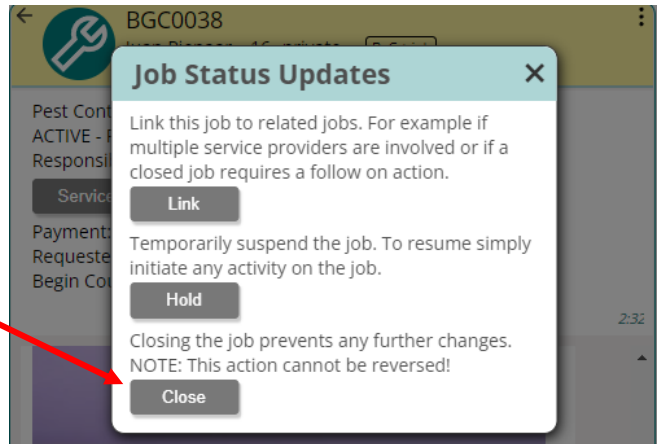 BGC0038
Job Status Updates
Pest Cont
Link this job to related jobs. For example if
ACTIVE -
multiple service providers are involved or if a
Responsi
closed job requires a follow on action.
Service
Link
Payment:
Temporarily suspend the job. To resume simply
Requeste
initiate any activity on the job.
Begin Cou
Hold
2:32
Closing the job prevents any further changes.
NOTE: This action cannot be reversed!
Close